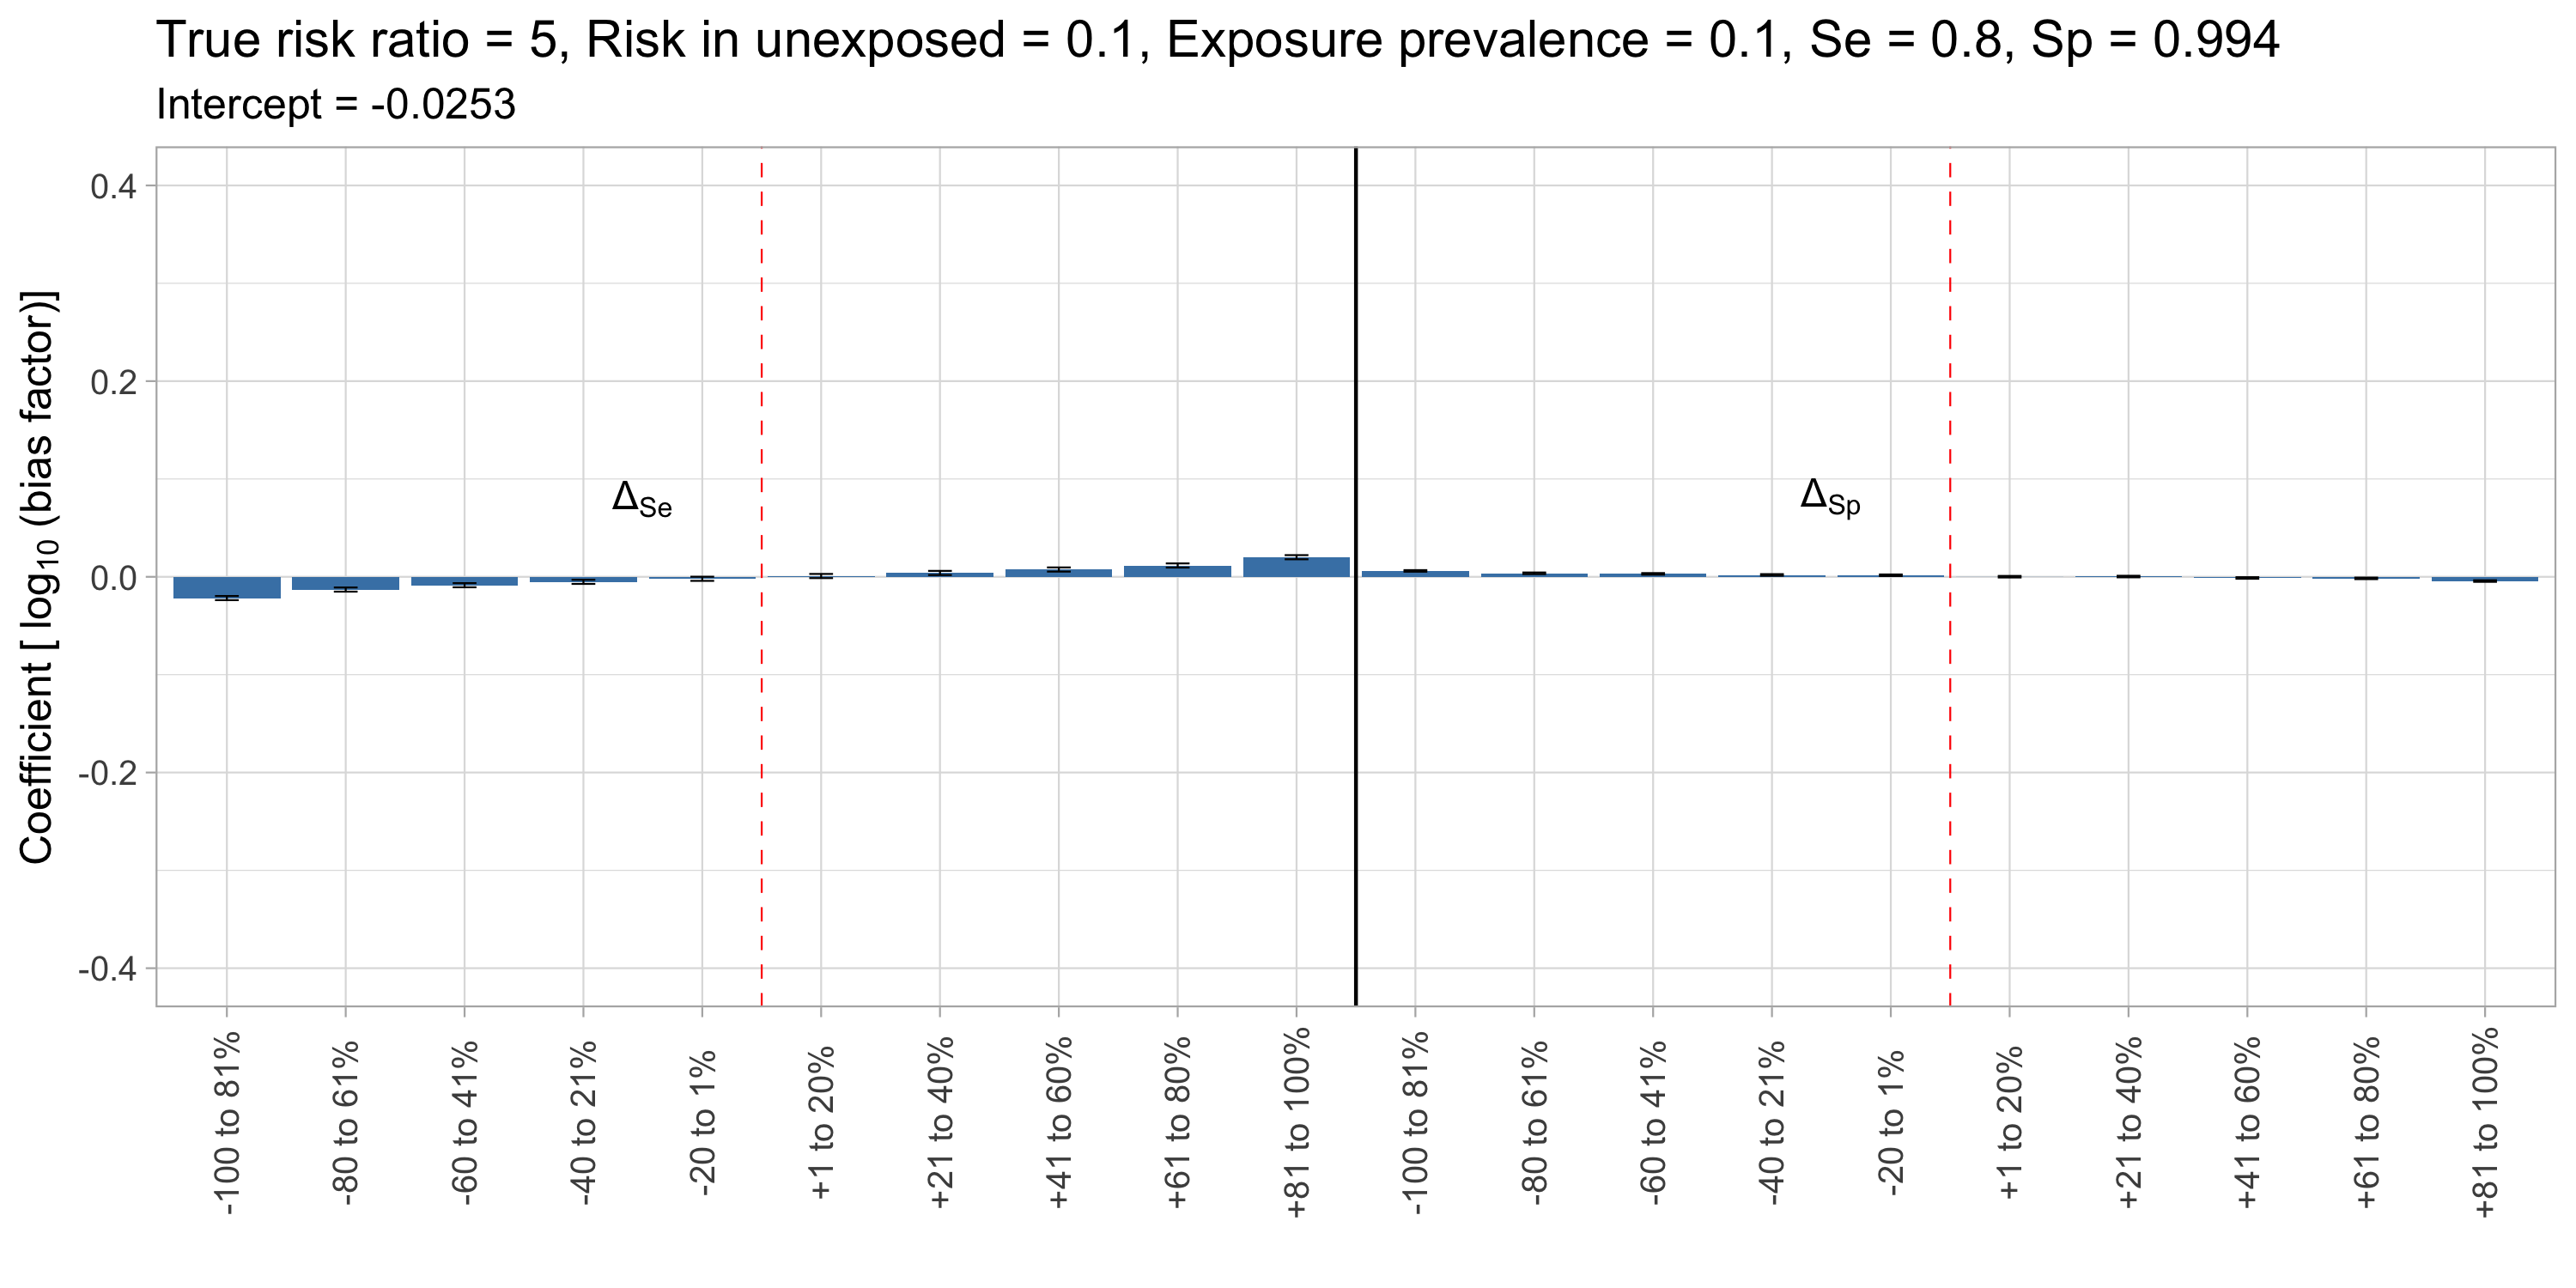 True risk ratio = 5, Risk in unexposed = 0.1, Exposure prevalence = 0.1, Se = 0.8, Sp = 0.994
Intercept = -0.0253
Coefficient [ log10 (bias factor)]
0.4
0.2
0.0
-0.2
-0.4
ΔSe
ΔSp
-100 to 81%
-80 to 61%
-60 to 41%
-40 to 21%
-20 to 1%
+1 to 20%
+21 to 40%
+41 to 60%
+61 to 80%
+81 to 100%
-100 to 81%
-80 to 61%
-60 to 41%
-40 to 21%
-20 to 1%
+1 to 20%
+21 to 40%
+41 to 60%
+61 to 80%
+81 to 100%